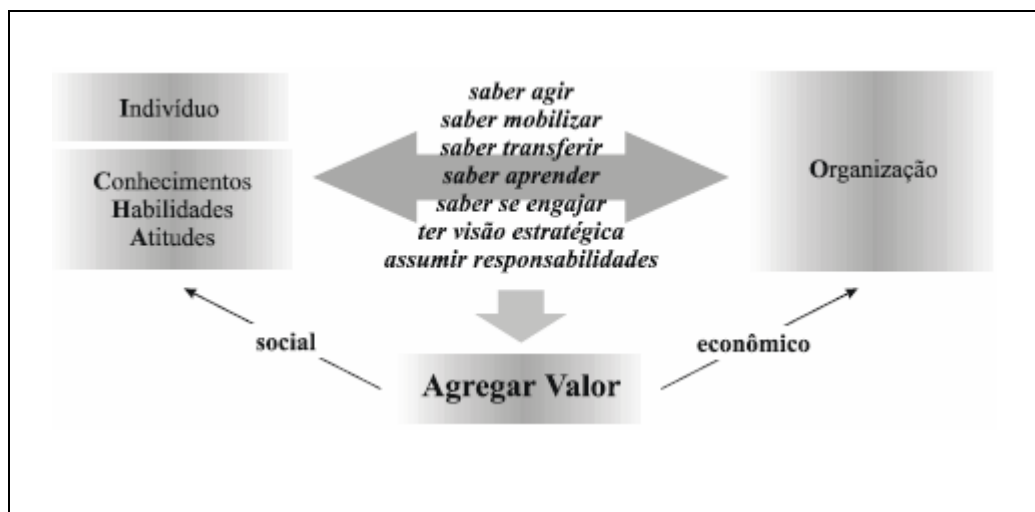 Indivíduo
Conhecimentos
Habilidades
Atitudes
saber agir
saber mobilizar
saber transferir
saber aprender
saber se engajar
ter visão estratégica
assumir responsabilidades
Organização
social
econômico
Agregar Valor